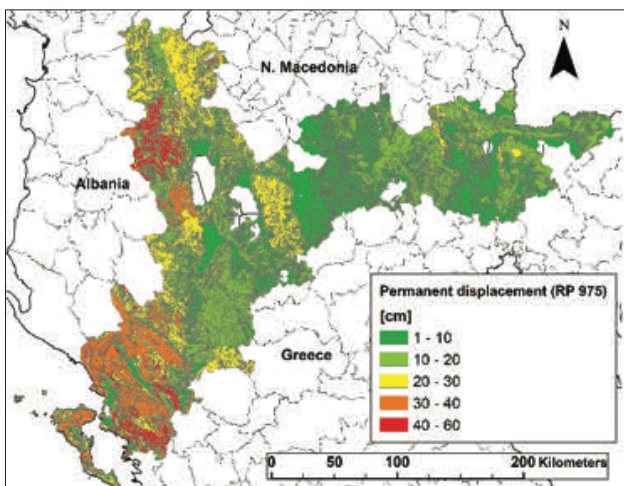 N
N. Macedonia
Albania
Greece
Permanent displacement (RP 975)
[cm]
1 - 10
10 - 20
20 - 30
30 - 40
40 - 60
0 50 100 200 Kilometers